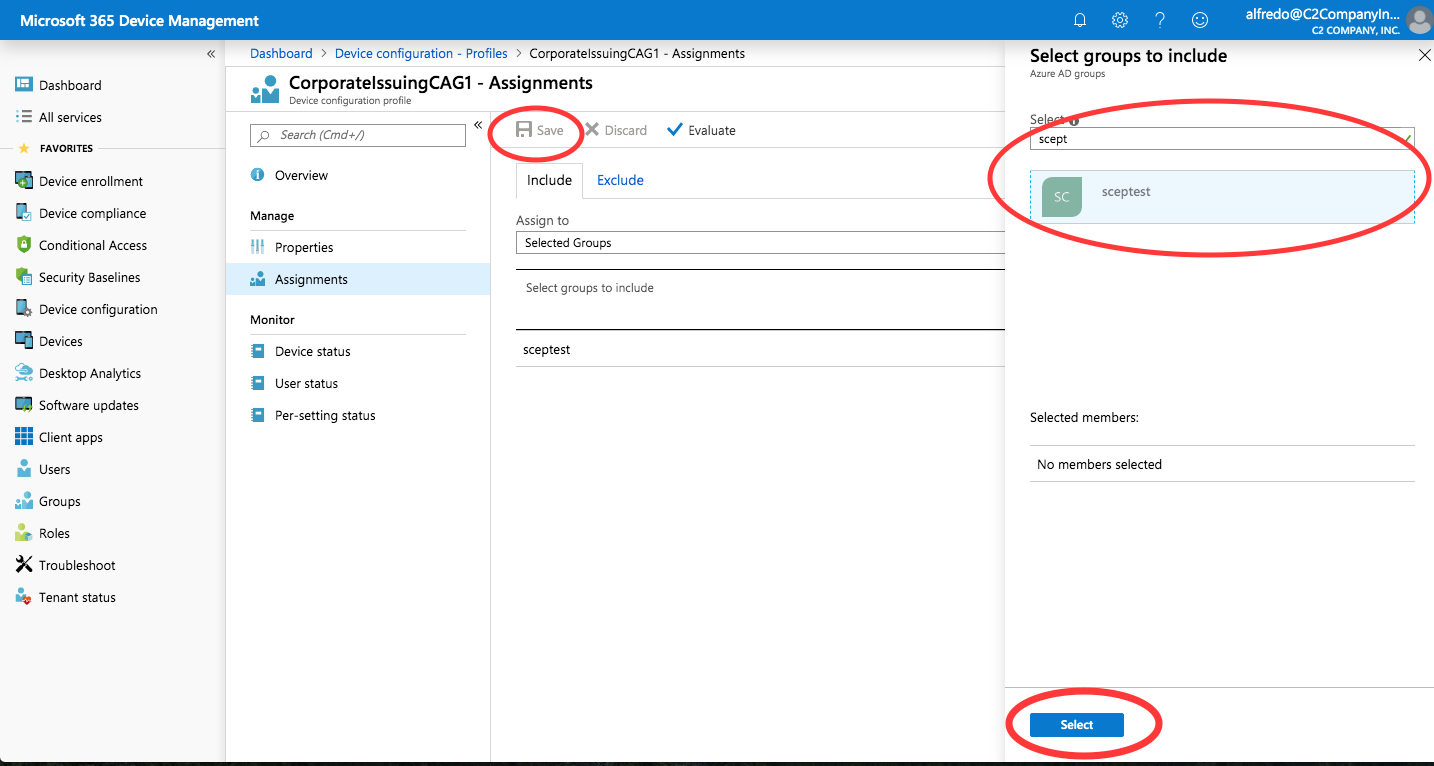 Microsoft 365 Device Management
alfredo@C2CompanyIn...
C2 COMPANY, INC.
«
Dashboard
All services
FAVORITES
Device enrollment
Device compliance
Conditional Access
Security Baselines
Device configuration
Devices
Desktop Analytics
Software updates
Client apps
Users
Groups
Roles
Troubleshoot
Tenant status
Dashboard > Device configuration - Profiles > CorporateIssuingCAG1 - Assignments
CorporateIssuingCAG1 - Assignments
Device configuration profile
Search (Cmd+/)
«
Overview
Manage
Properties
Assignments
Monitor
Device status
User status
Per-setting status
Save Discard Evaluate
Include Exclude
Assign to
Selected Groups
Select groups to include
sceptest
Select groups to include
Azure AD groups
Select
scept
SC sceptest
Selected members:
No members selected
Select